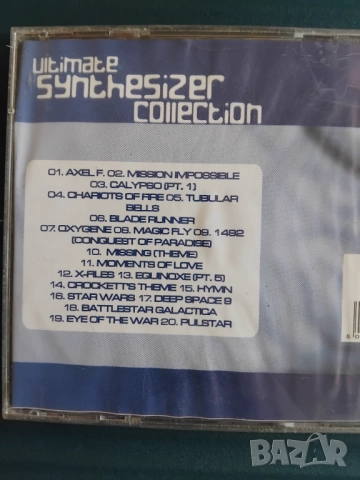 Ultimate
Synthesizer
Collection
01. AXEL F. 02. MISSION IMPOSSIBLE
03. CALYPSO (PT. 1)
04. CHARIOTS OF FIRE 05. TUBULAR
BELLS
06. BLADE RUNNER
07. OXYGENE 08. MAGIC FLY 09. 1492
(CONQUEST OF PARADISE)
10. MISSING (THEME)
11. MOMENTS OF LOVE
12. X-FILES 13. EQUINOXE (PT. 5)
14. CROCKETT'S THEME 15. HYMN
16. STAR WARS 17. DEEP SPACE 9
18. BATTLESTAR GALACTICA
19. EYE OF THE WAR 20. PULSTAR
BAZAR